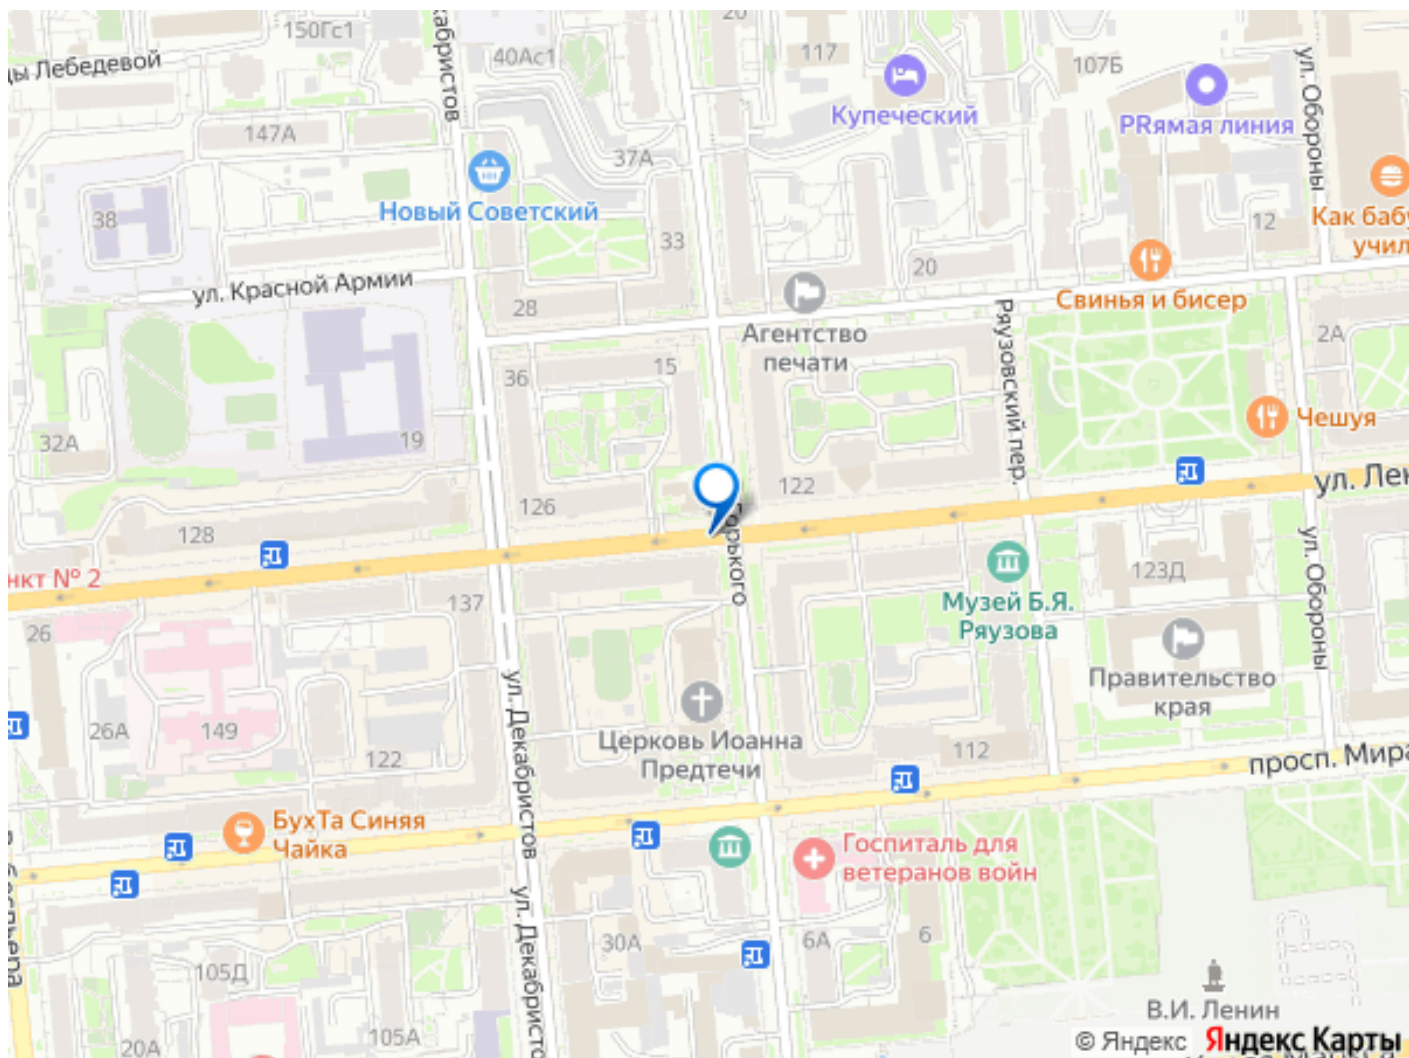 150Гс1
40Ас1
20
117
107Б
ул. Обороны
Лебедевой
147А
Купеческий
PRямая линия
37А
38
Новый Советский
33
12
Как бабу
учил
20
Свинья и бисер
ул. Красной Армии
28
Агентство
печати
15
36
2А
Ряузовский пер.
Чешуя
32А
19
122
126
ул. Лен
128
нкт № 2
123Д
ул. Обороны
Музей Б.Я.
Ряузова
137
26
Правительство
края
26А
149
122
ул. Декабристов
Церковь Иоанна
Предтечи
112
просп. Мира
БухТа Синяя
Чайка
Госпиталь для
ветеранов войн
ул. Декабристо
30А
6А
6
105Д
В.И. Ленин
105А
20А
© Яндекс Яндекс Карты